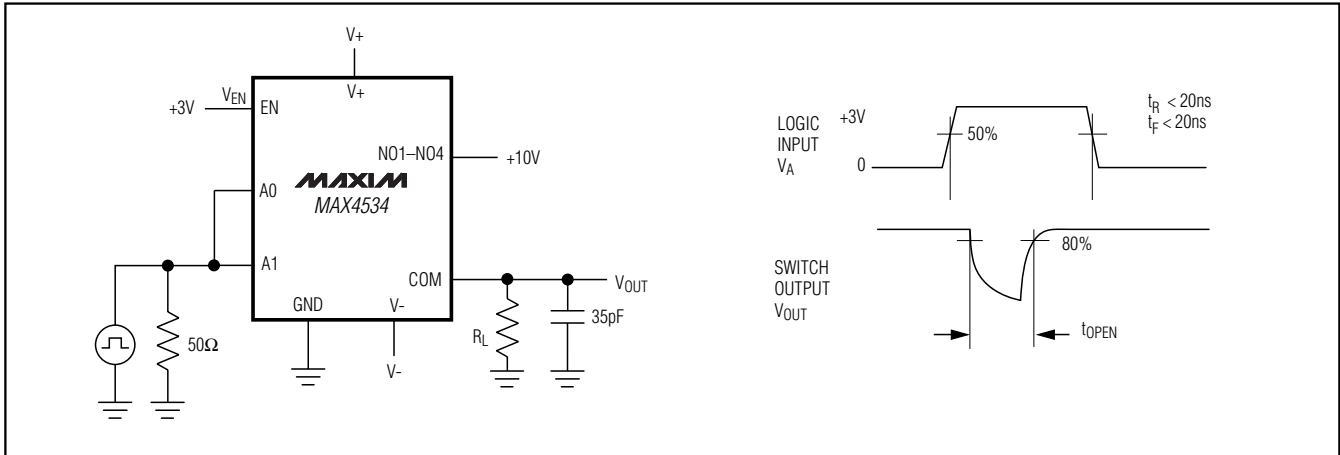 V+
V+
+3V
VEN
EN
NO1–NO4
+10V
A0
MAXIM
MAX4534
A1
COM
VOUT
GND
V-
V-
50Ω
RL
35pF
LOGIC
INPUT
VA
+3V
0
50%
tR < 20ns
tF < 20ns
SWITCH
OUTPUT
VOUT
80%
tOPEN